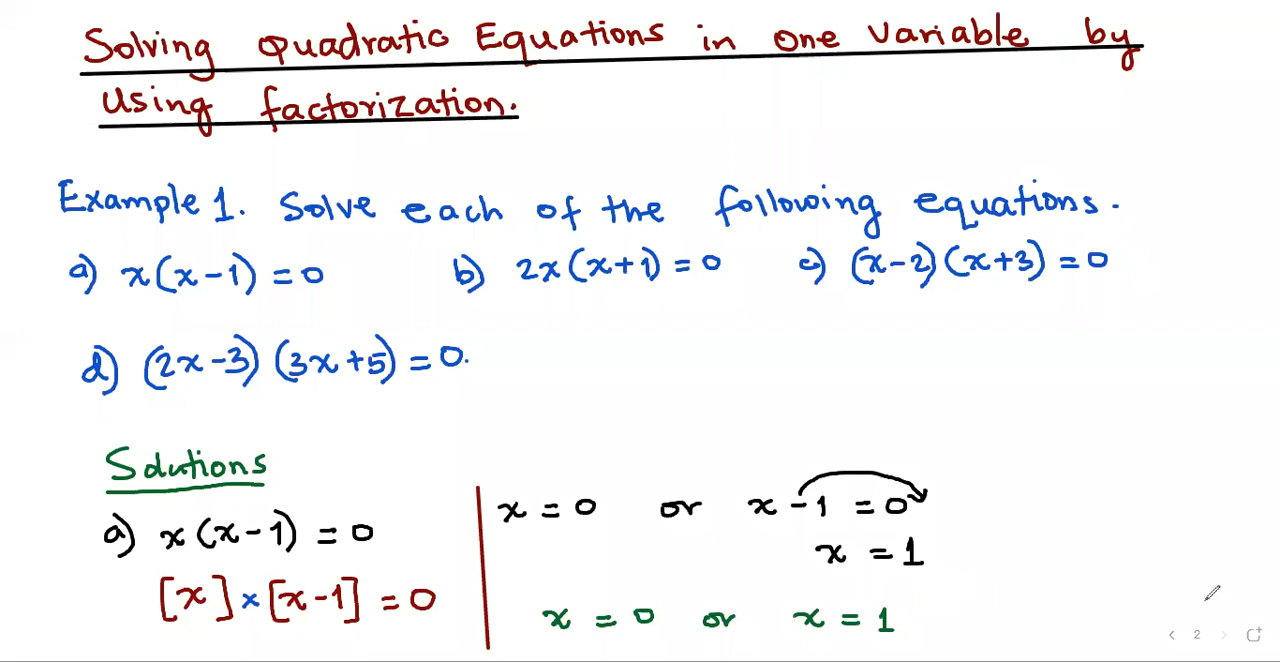 Solving Quadratic Equations in one variable by
using factorization.
Example 1. Solve each of the following equations.
a) x(x-1)=0 b) 2x(x+1)=0 c) (x-2)(x+3)=0
d) (2x-3)(3x+5)=0.
Solutions
a) x(x-1)=0
[x]×[x-1]=0
x=0 or x-1=0
x=1
x=0 or x=1
2